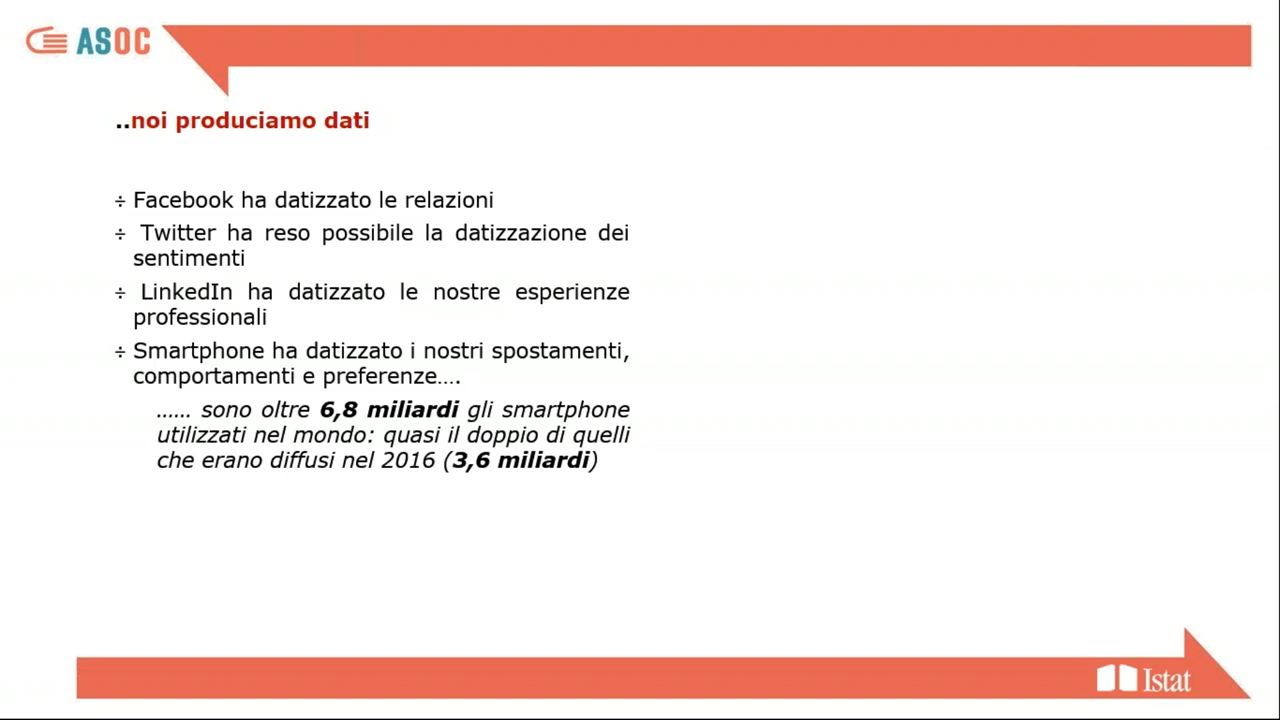 ASOC
..noi produciamo dati
÷ Facebook ha datizzato le relazioni
÷ Twitter ha reso possibile la datizzazione dei
sentimenti
÷ LinkedIn ha datizzato le nostre esperienze
professionali
÷ Smartphone ha datizzato i nostri spostamenti,
comportamenti e preferenze….
…… sono oltre 6,8 miliardi gli smartphone
utilizzati nel mondo: quasi il doppio di quelli
che erano diffusi nel 2016 (3,6 miliardi)
Istat